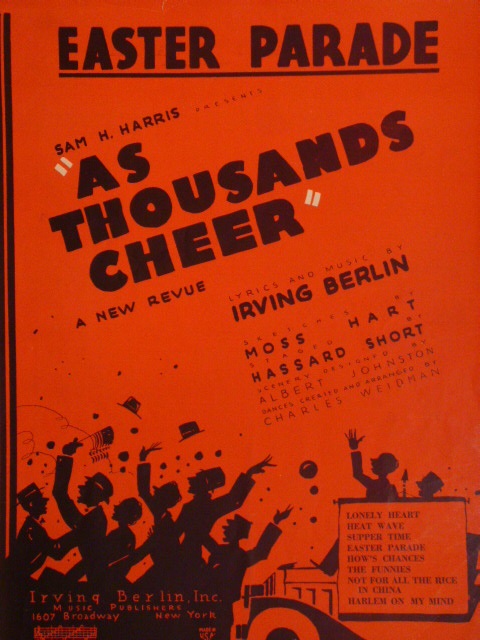 EASTER PARADE
SAM H. HARRIS PRESENTS
"AS
THOUSANDS
CHEER"
A NEW REVUE
LYRICS AND MUSIC BY
IRVING BERLIN
SKETCHES BY
MOSS HART
STAGED BY
HASSARD SHORT
SCENERY DESIGNED BY
ALBERT JOHNSTON
DANCES CREATED AND ARRANGED BY
CHARLES WEIDMAN
LONELY HEART
HEAT WAVE
SUPPER TIME
EASTER PARADE
HOW'S CHANCES
THE FUNNIES
NOT FOR ALL THE RICE
IN CHINA
HARLEM ON MY MIND
Irving Berlin, Inc.
MUSIC PUBLISHERS
1607 Broadway New York